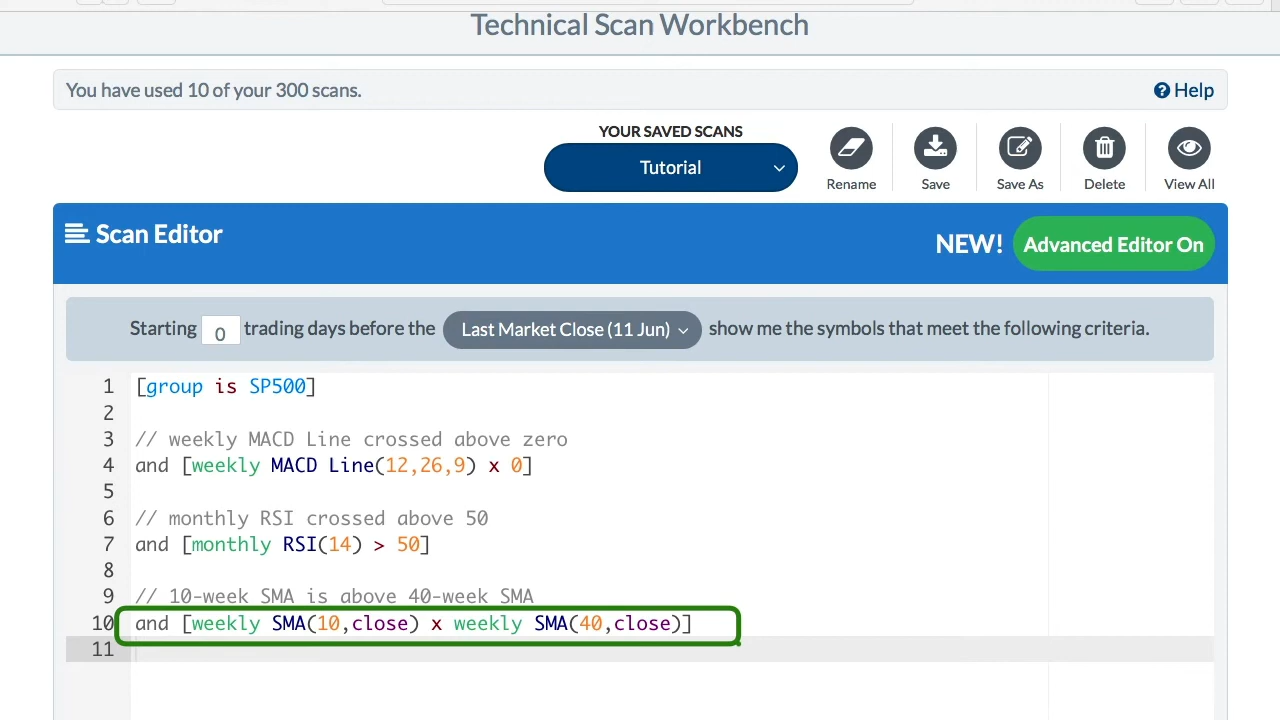 Technical Scan Workbench
You have used 10 of your 300 scans.
Help
YOUR SAVED SCANS
Tutorial
Rename
Save
Save As
Delete
View All
Scan Editor
NEW!
Advanced Editor On
Starting 0 trading days before the Last Market Close (11 Jun) show me the symbols that meet the following criteria.
1 [group is SP500]
2
3 // weekly MACD Line crossed above zero
4 and [weekly MACD Line(12,26,9) x 0]
5
6 // monthly RSI crossed above 50
7 and [monthly RSI(14) > 50]
8
9 // 10-week SMA is above 40-week SMA
10 and [weekly SMA(10,close) x weekly SMA(40,close)]
11